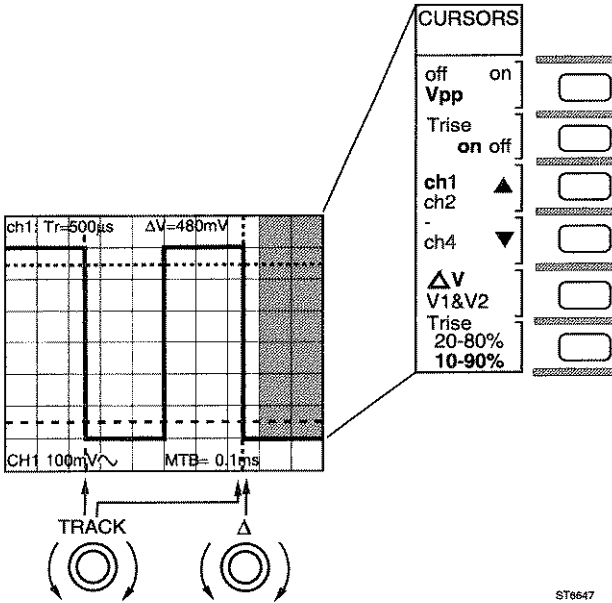 CURSORS
off on
Vpp
Trise
on off
ch1 ▲
ch2
-
ch4 ▼
ΔV
V1&V2
Trise
20-80%
10-90%
ch1: Tr=500µs ΔV=480mV
CH1 100mV∿ MTB= 0.1ms
TRACK Δ
ST6647